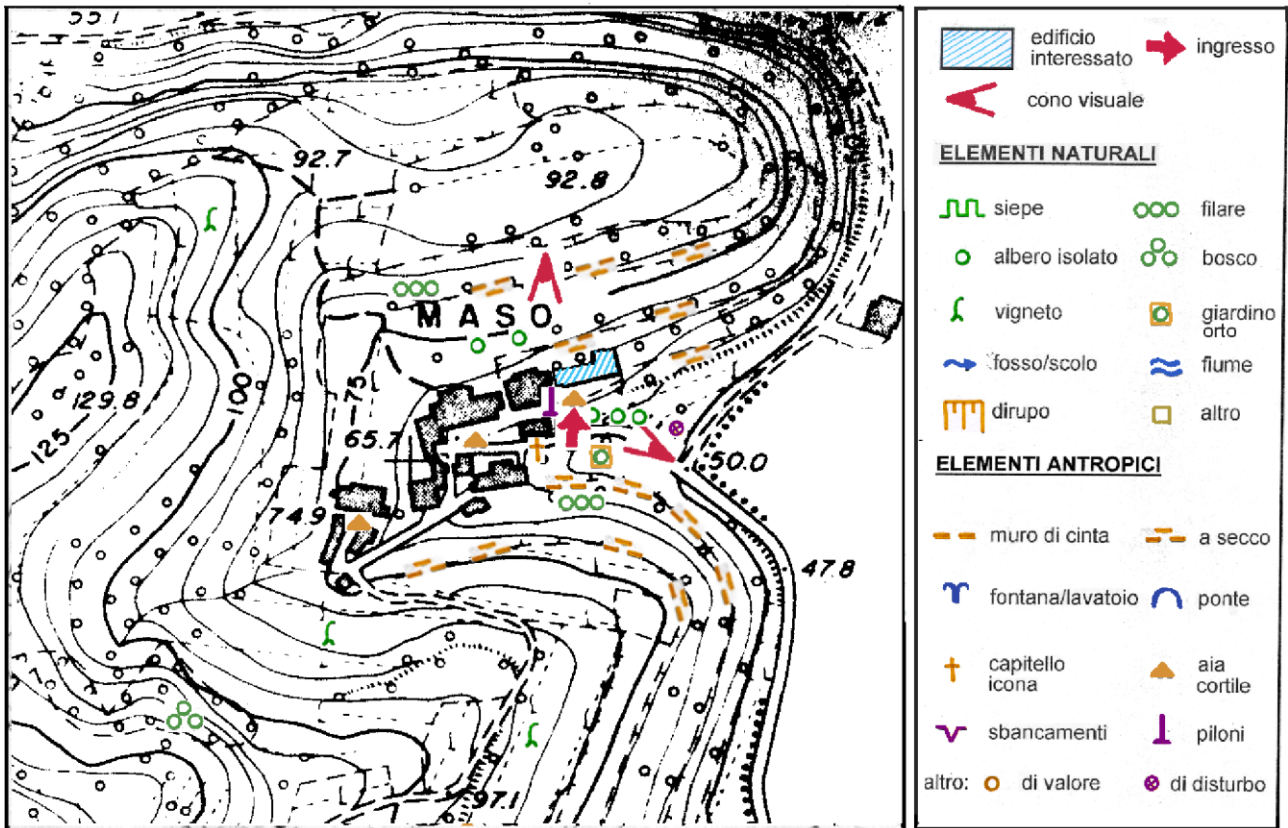 92.7
92.8
MASO
100
75
129.8
125
65.7
50.0
74.9
47.8
97.1
edificio
interessato
ingresso
cono visuale
ELEMENTI NATURALI
siepe
filare
albero isolato
bosco
vigneto
giardino
orto
fosso/scolo
fiume
dirupo
altro
ELEMENTI ANTROPICI
muro di cinta
a secco
fontana/lavatoio
ponte
capitello
icona
aia
cortile
sbancamenti
piloni
altro:
di valore
di disturbo